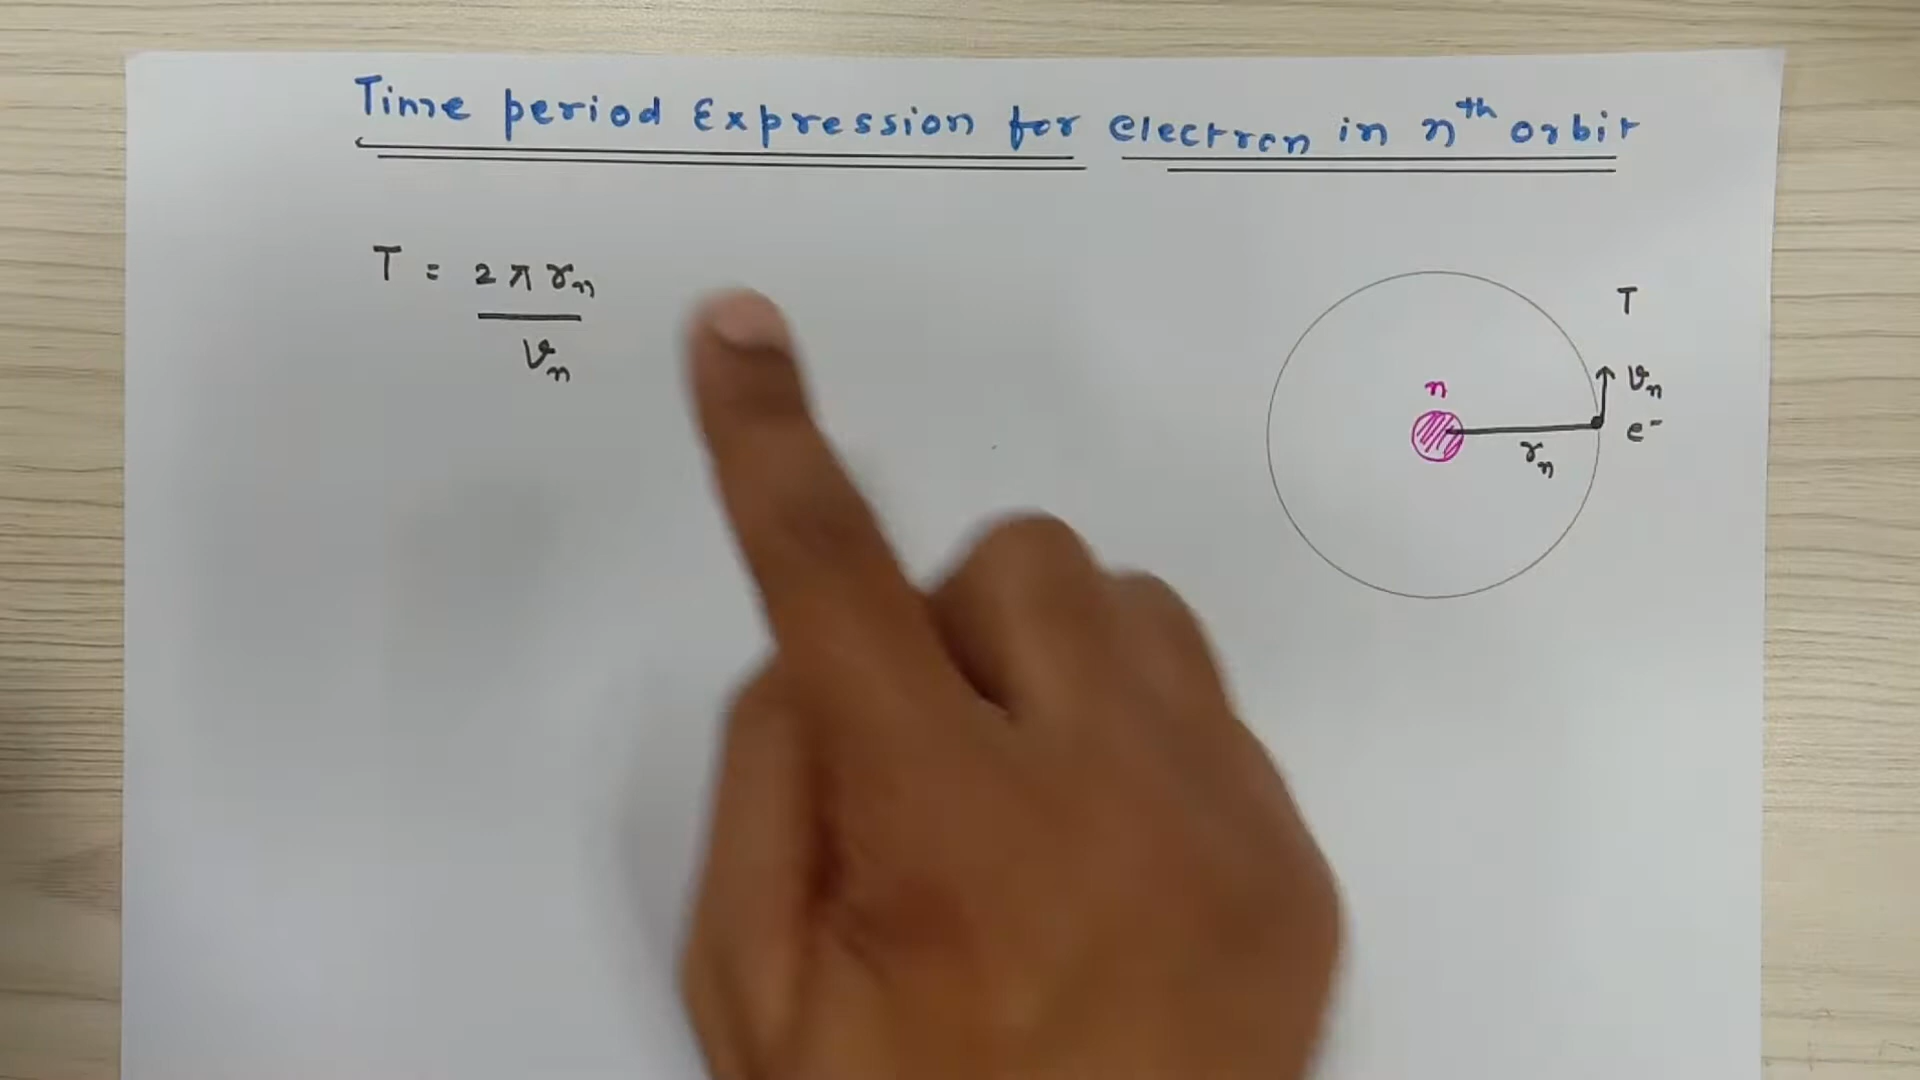 Time period Expression for electron in nᵗʰ orbit
T = 2πrₙ
vₙ
T
n
vₙ
e⁻
rₙ